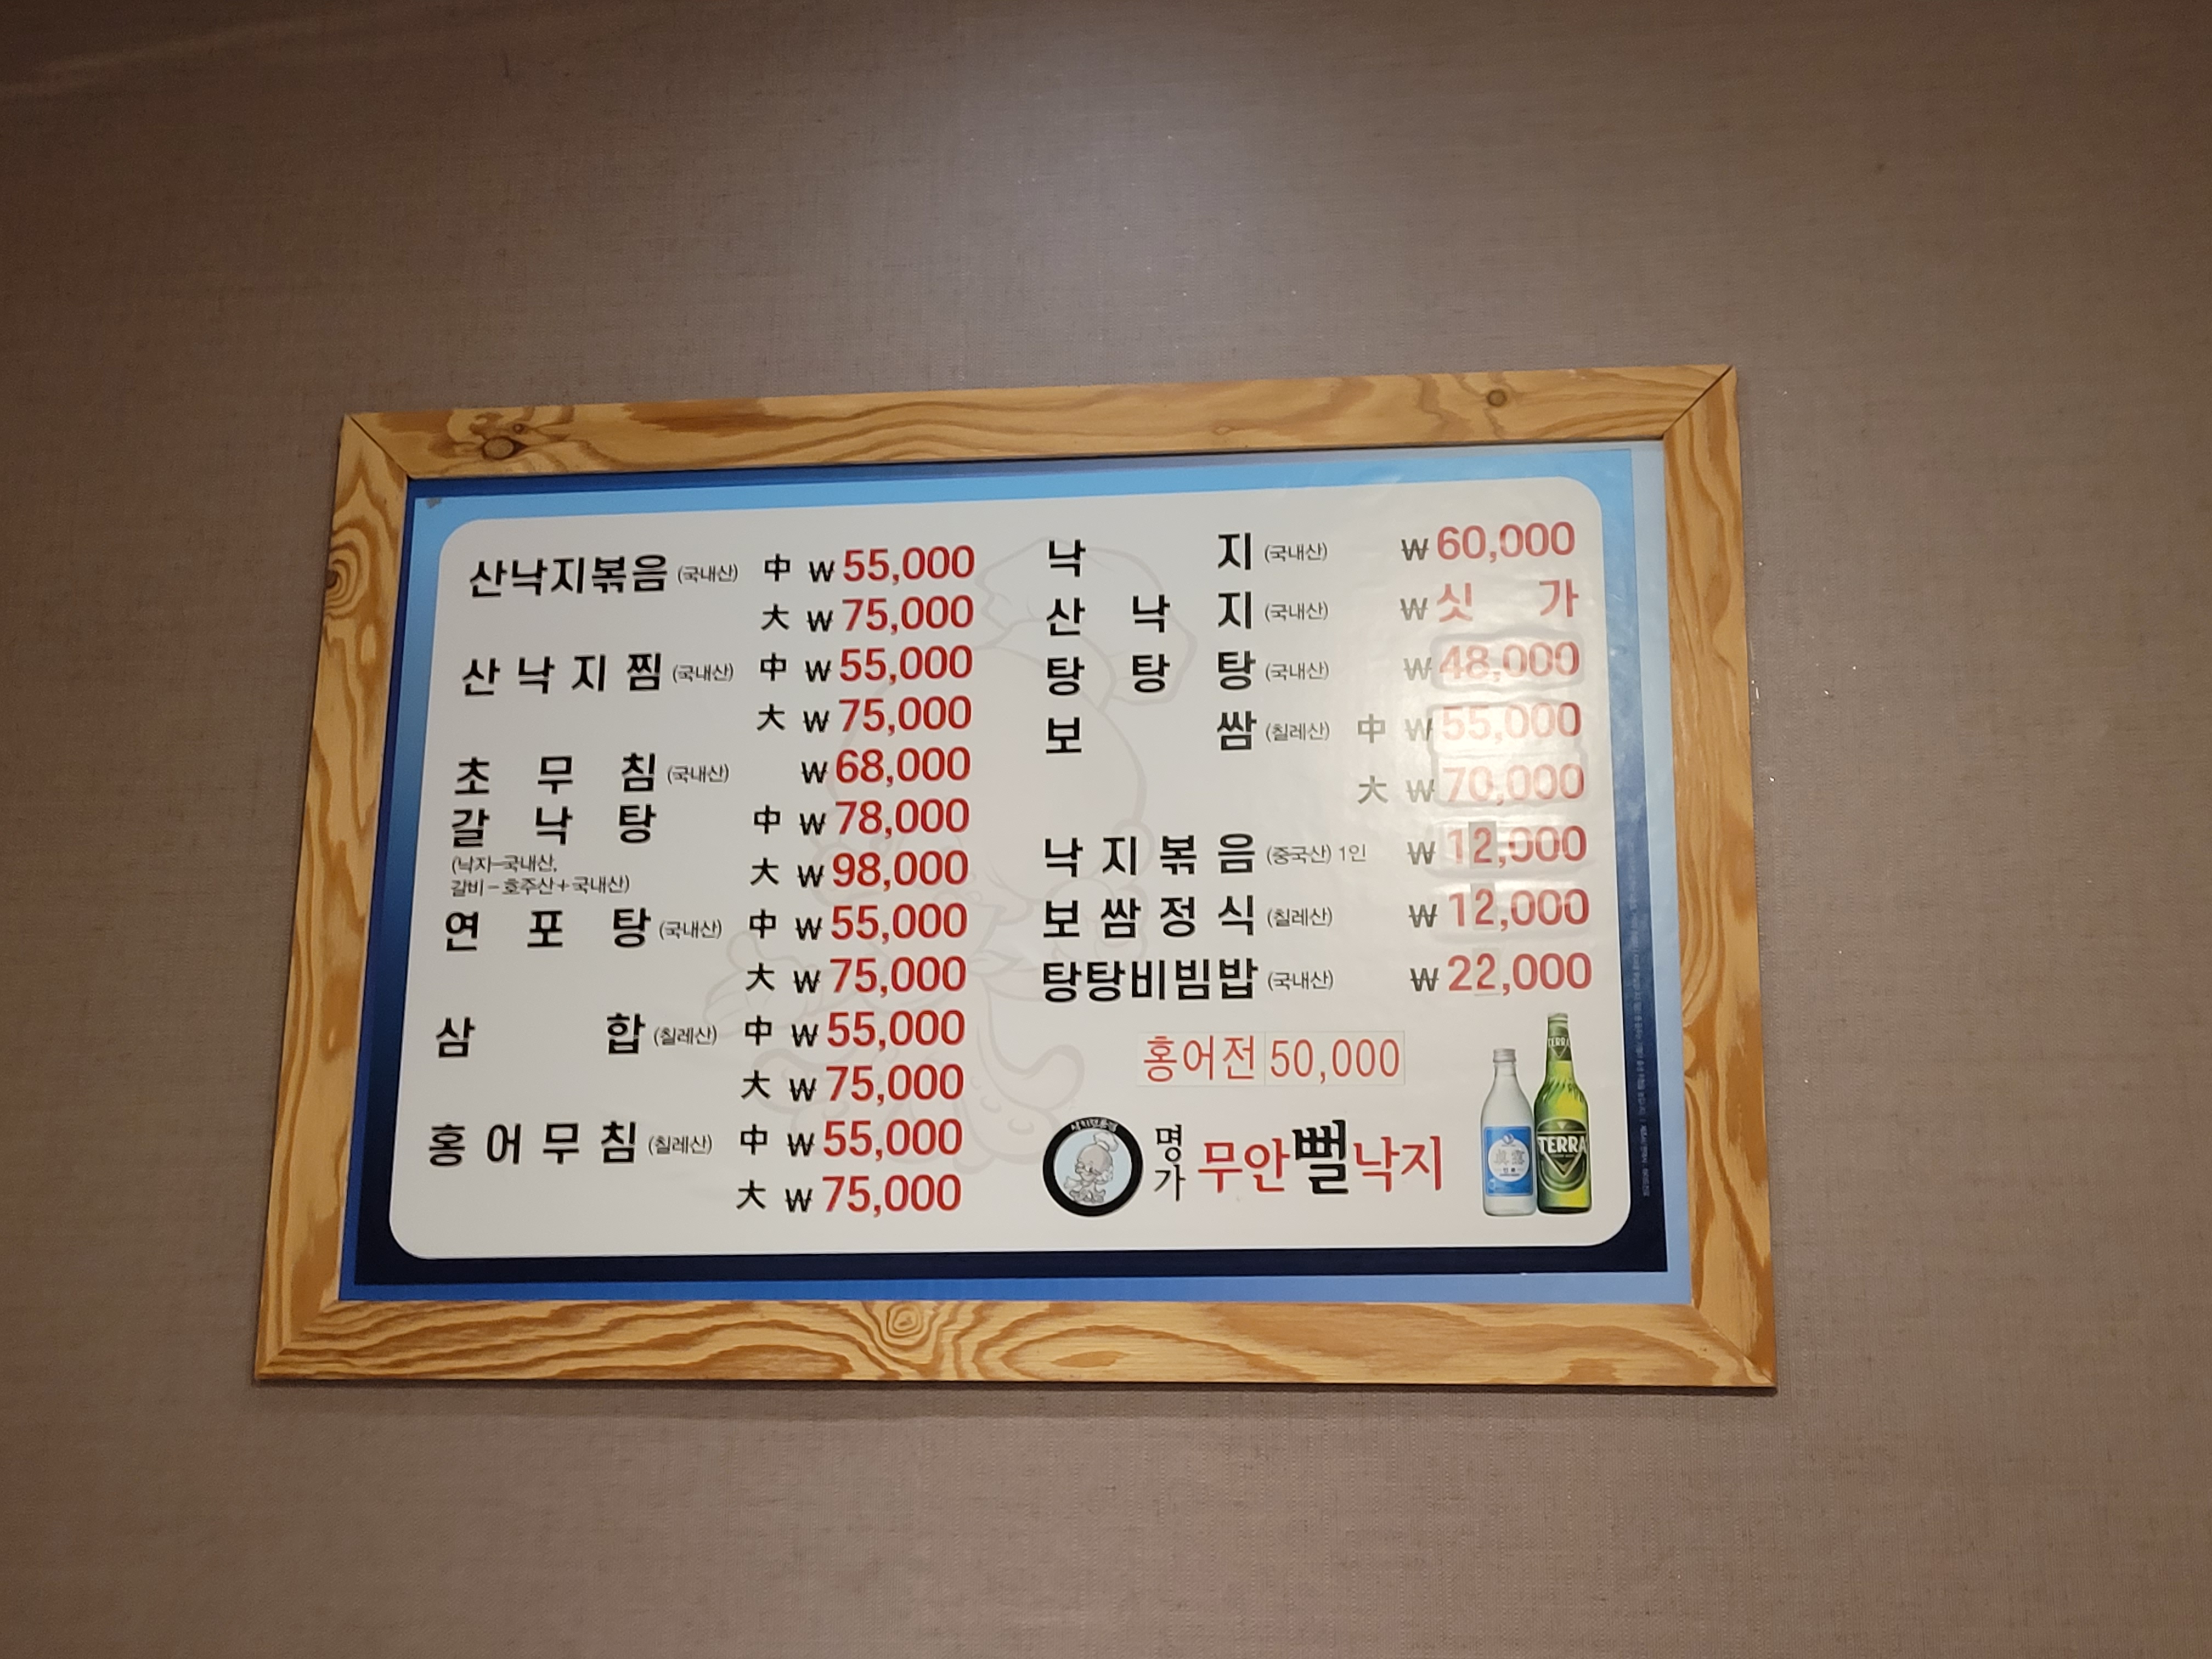 산낙지볶음 (국내산) 中 ₩ 55,000
大 ₩ 75,000
산낙지찜 (국내산) 中 ₩ 55,000
大 ₩ 75,000
초무침 (국내산) ₩ 68,000
갈낙탕 中 ₩ 78,000
(낙지-국내산, 大 ₩ 98,000
갈비-호주산+국내산)
연포탕 (국내산) 中 ₩ 55,000
大 ₩ 75,000
삼합 (칠레산) 中 ₩ 55,000
大 ₩ 75,000
홍어무침 (칠레산) 中 ₩ 55,000
大 ₩ 75,000
낙지 (국내산) ₩ 60,000
산낙지 (국내산) ₩ 싯가
탕탕탕 (국내산) ₩ 48,000
보쌈 (칠레산) 中 ₩ 55,000
大 ₩ 70,000
낙지볶음 (중국산) 1인 ₩ 12,000
보쌈정식 (칠레산) ₩ 12,000
탕탕비빔밥 (국내산) ₩ 22,000
홍어전 50,000
명가 무안뻘낙지
TERRA